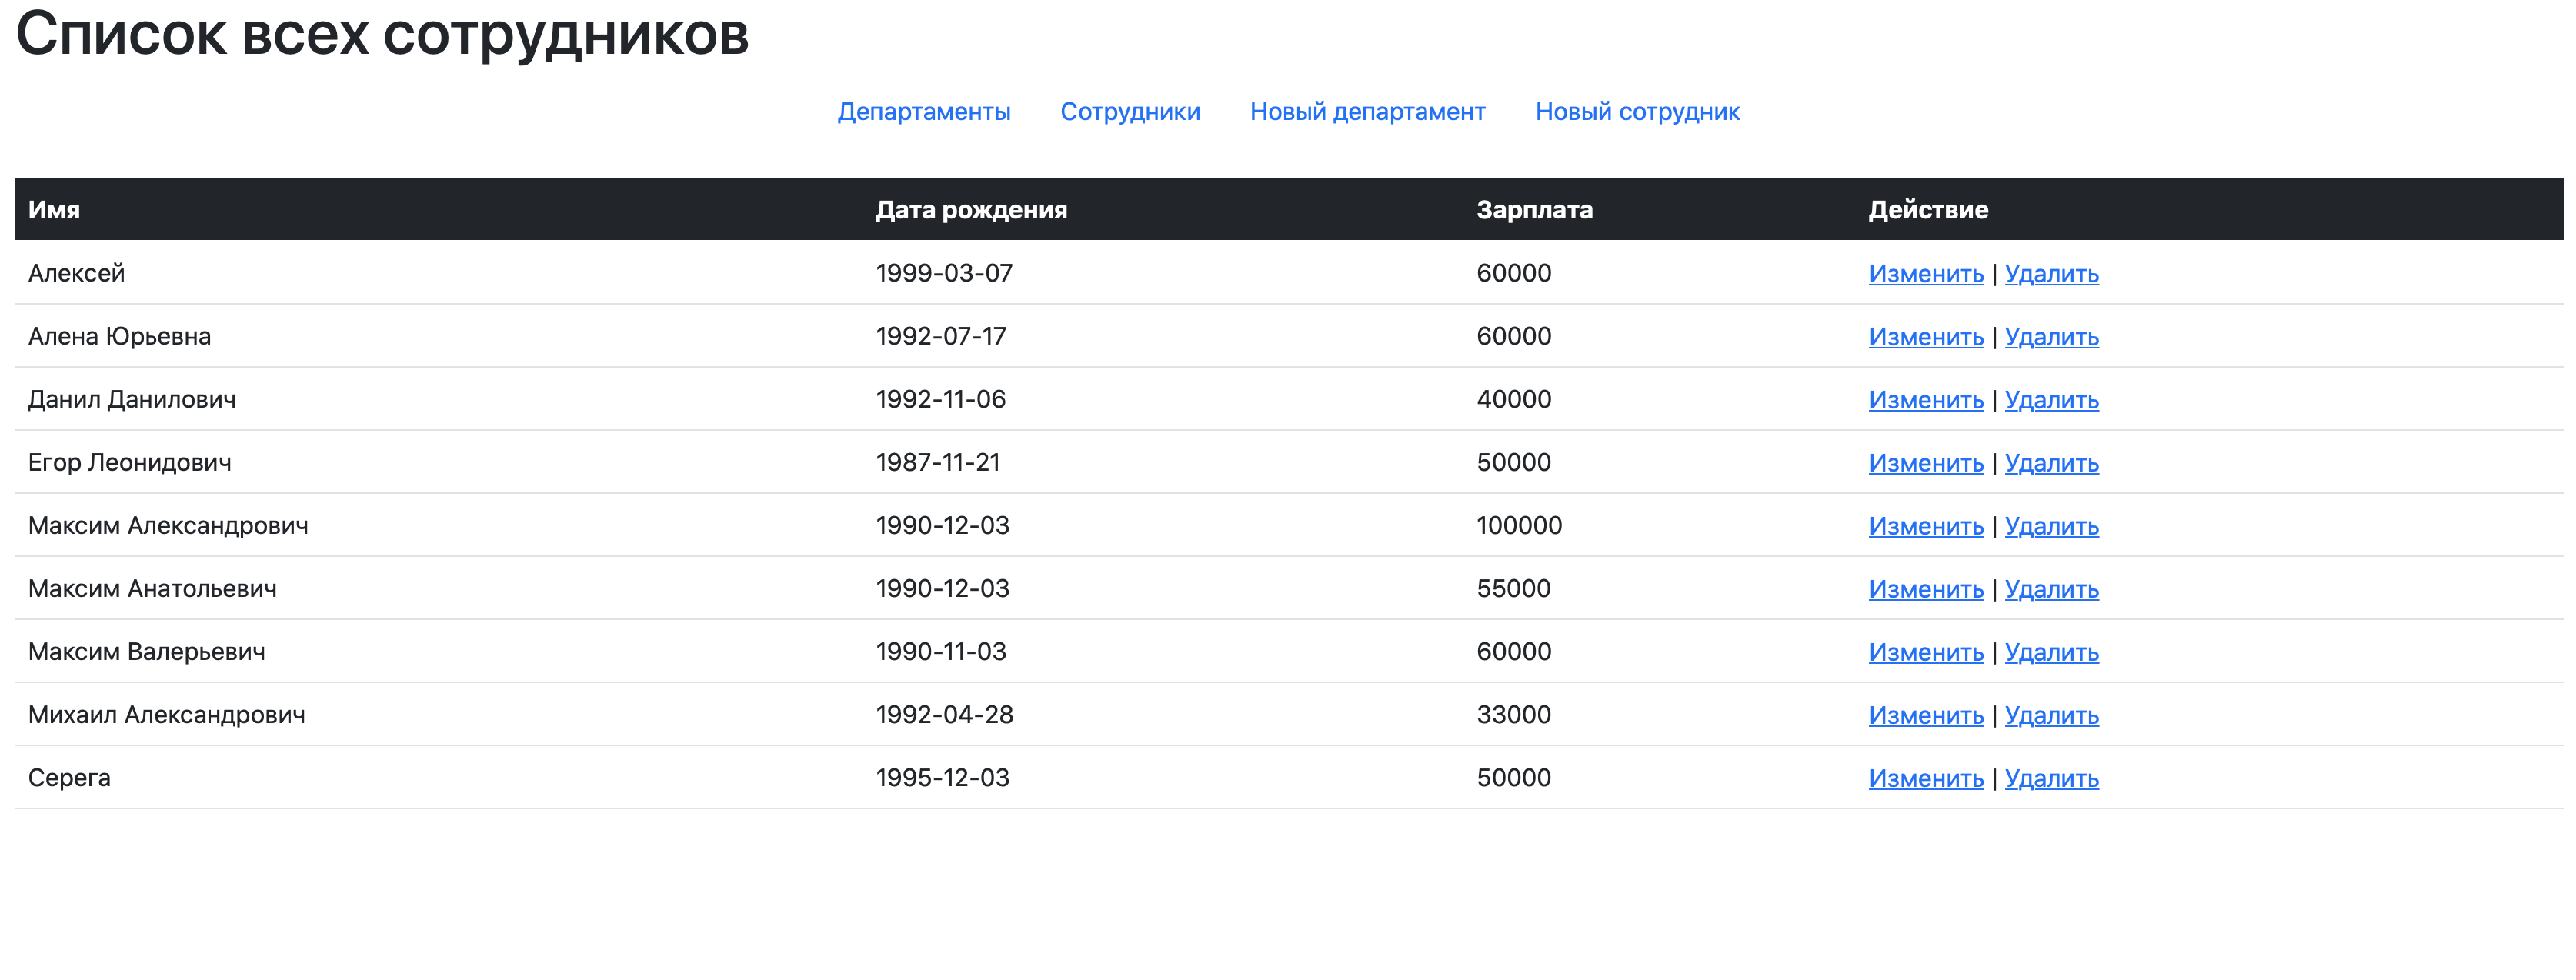 Список всех сотрудников
Департаменты Сотрудники Новый департамент Новый сотрудник
Имя Дата рождения Зарплата Действие
Алексей 1999-03-07 60000 Изменить | Удалить
Алена Юрьевна 1992-07-17 60000 Изменить | Удалить
Данил Данилович 1992-11-06 40000 Изменить | Удалить
Егор Леонидович 1987-11-21 50000 Изменить | Удалить
Максим Александрович 1990-12-03 100000 Изменить | Удалить
Максим Анатольевич 1990-12-03 55000 Изменить | Удалить
Максим Валерьевич 1990-11-03 60000 Изменить | Удалить
Михаил Александрович 1992-04-28 33000 Изменить | Удалить
Серега 1995-12-03 50000 Изменить | Удалить